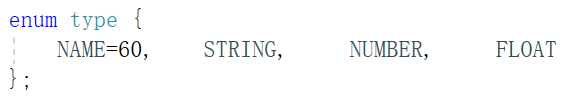 enum type {
NAME=60, STRING, NUMBER, FLOAT
};